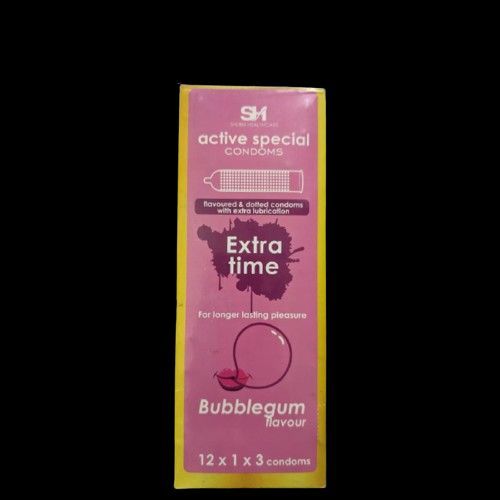 SH
active special
CONDOMS
flavoured & dotted condoms
with extra lubrication
Extra
time
For longer lasting pleasure
Bubblegum
flavour
12 x 1 x 3 condoms